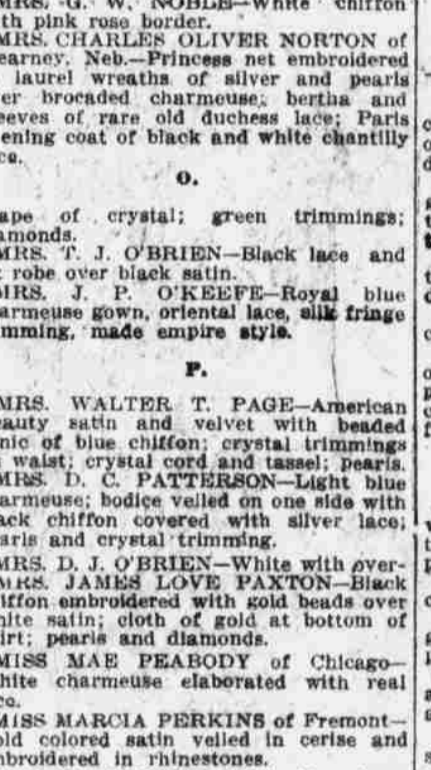 MRS. G. W. NOBLE—White chiffon
th pink rose border.
MRS. CHARLES OLIVER NORTON of
earney, Neb.—Princess net embroidered
laurel wreaths of silver and pearls
er brocaded charmeuse; bertha and
eeves of rare old duchess lace; Paris
ening coat of black and white chantilly
ce.
O.
ape of crystal; green trimmings;
amonds.
MRS. T. J. O'BRIEN—Black lace and
t robe over black satin.
MRS. J. P. O'KEEFE—Royal blue
armeuse gown, oriental lace, silk fringe
imming, made empire style.
P.
MRS. WALTER T. PAGE—American
eauty satin and velvet with beaded
nic of blue chiffon; crystal trimmings
waist; crystal cord and tassel; pearls.
MRS. D. C. PATTERSON—Light blue
armeuse; bodice veiled on one side with
ack chiffon covered with silver lace;
arls and crystal trimming.
MRS. D. J. O'BRIEN—White with over-
MRS. JAMES LOVE PAXTON—Black
iffon embroidered with gold beads over
hite satin; cloth of gold at bottom of
irt; pearls and diamonds.
MISS MAE PEABODY of Chicago—
hite charmeuse elaborated with real
ce.
MISS MARCIA PERKINS of Fremont—
old colored satin veiled in cerise and
mbroidered in rhinestones.